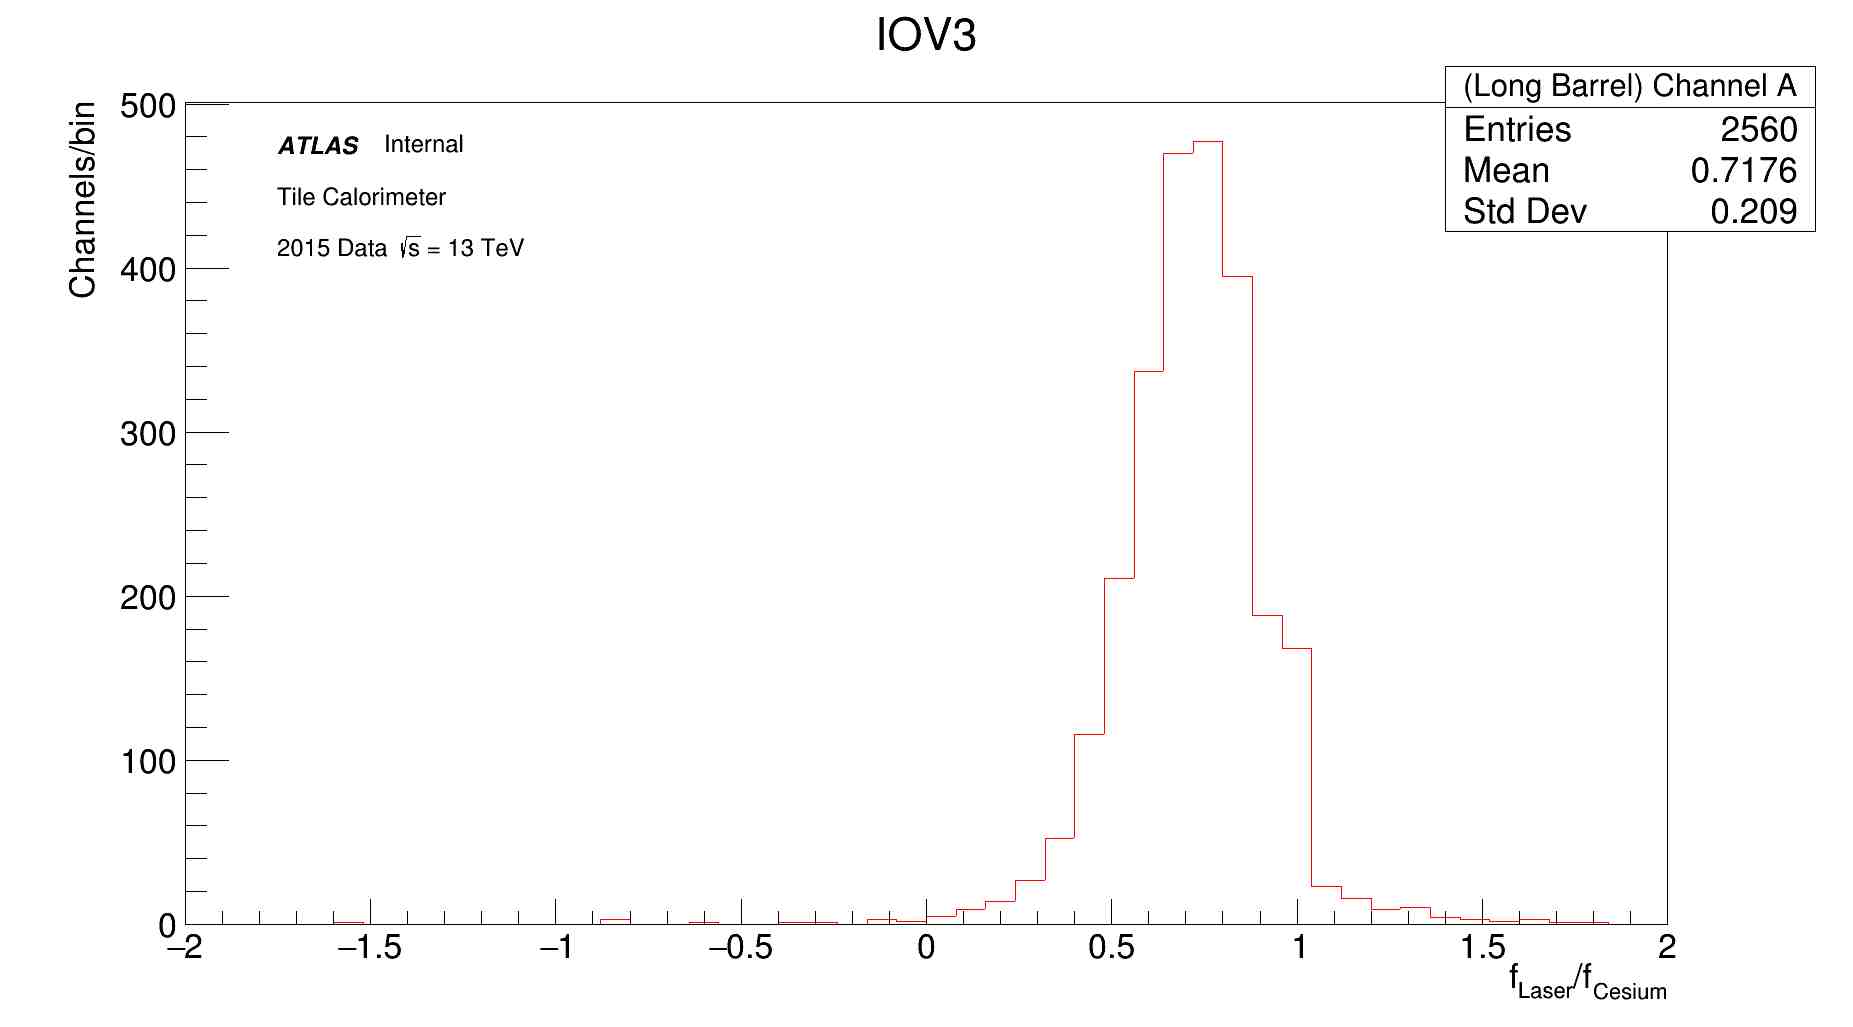 IOV3
Channels/bin
(Long Barrel) Channel A
Entries 2560
Mean 0.7176
Std Dev 0.209
ATLAS Internal
Tile Calorimeter
2015 Data √s = 13 TeV
500
400
300
200
100
0
−2 −1.5 −1 −0.5 0 0.5 1 1.5 2
fLaser/fCesium